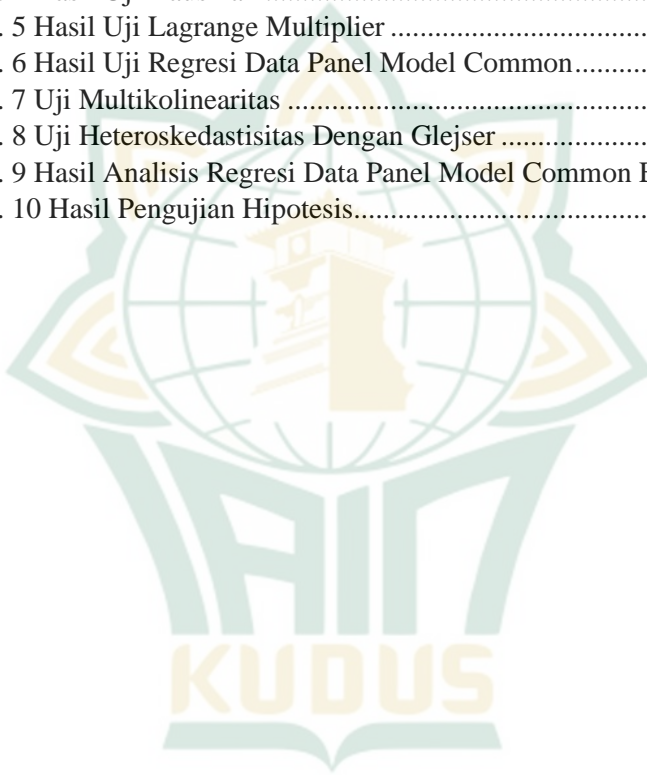 . 5 Hasil Uji Lagrange Multiplier ....................................
. 6 Hasil Uji Regresi Data Panel Model Common..........
. 7 Uji Multikolinearitas ...................................................
. 8 Uji Heteroskedastisitas Dengan Glejser ....................
. 9 Hasil Analisis Regresi Data Panel Model Common
. 10 Hasil Pengujian Hipotesis.........................................
IAIN
KUDUS